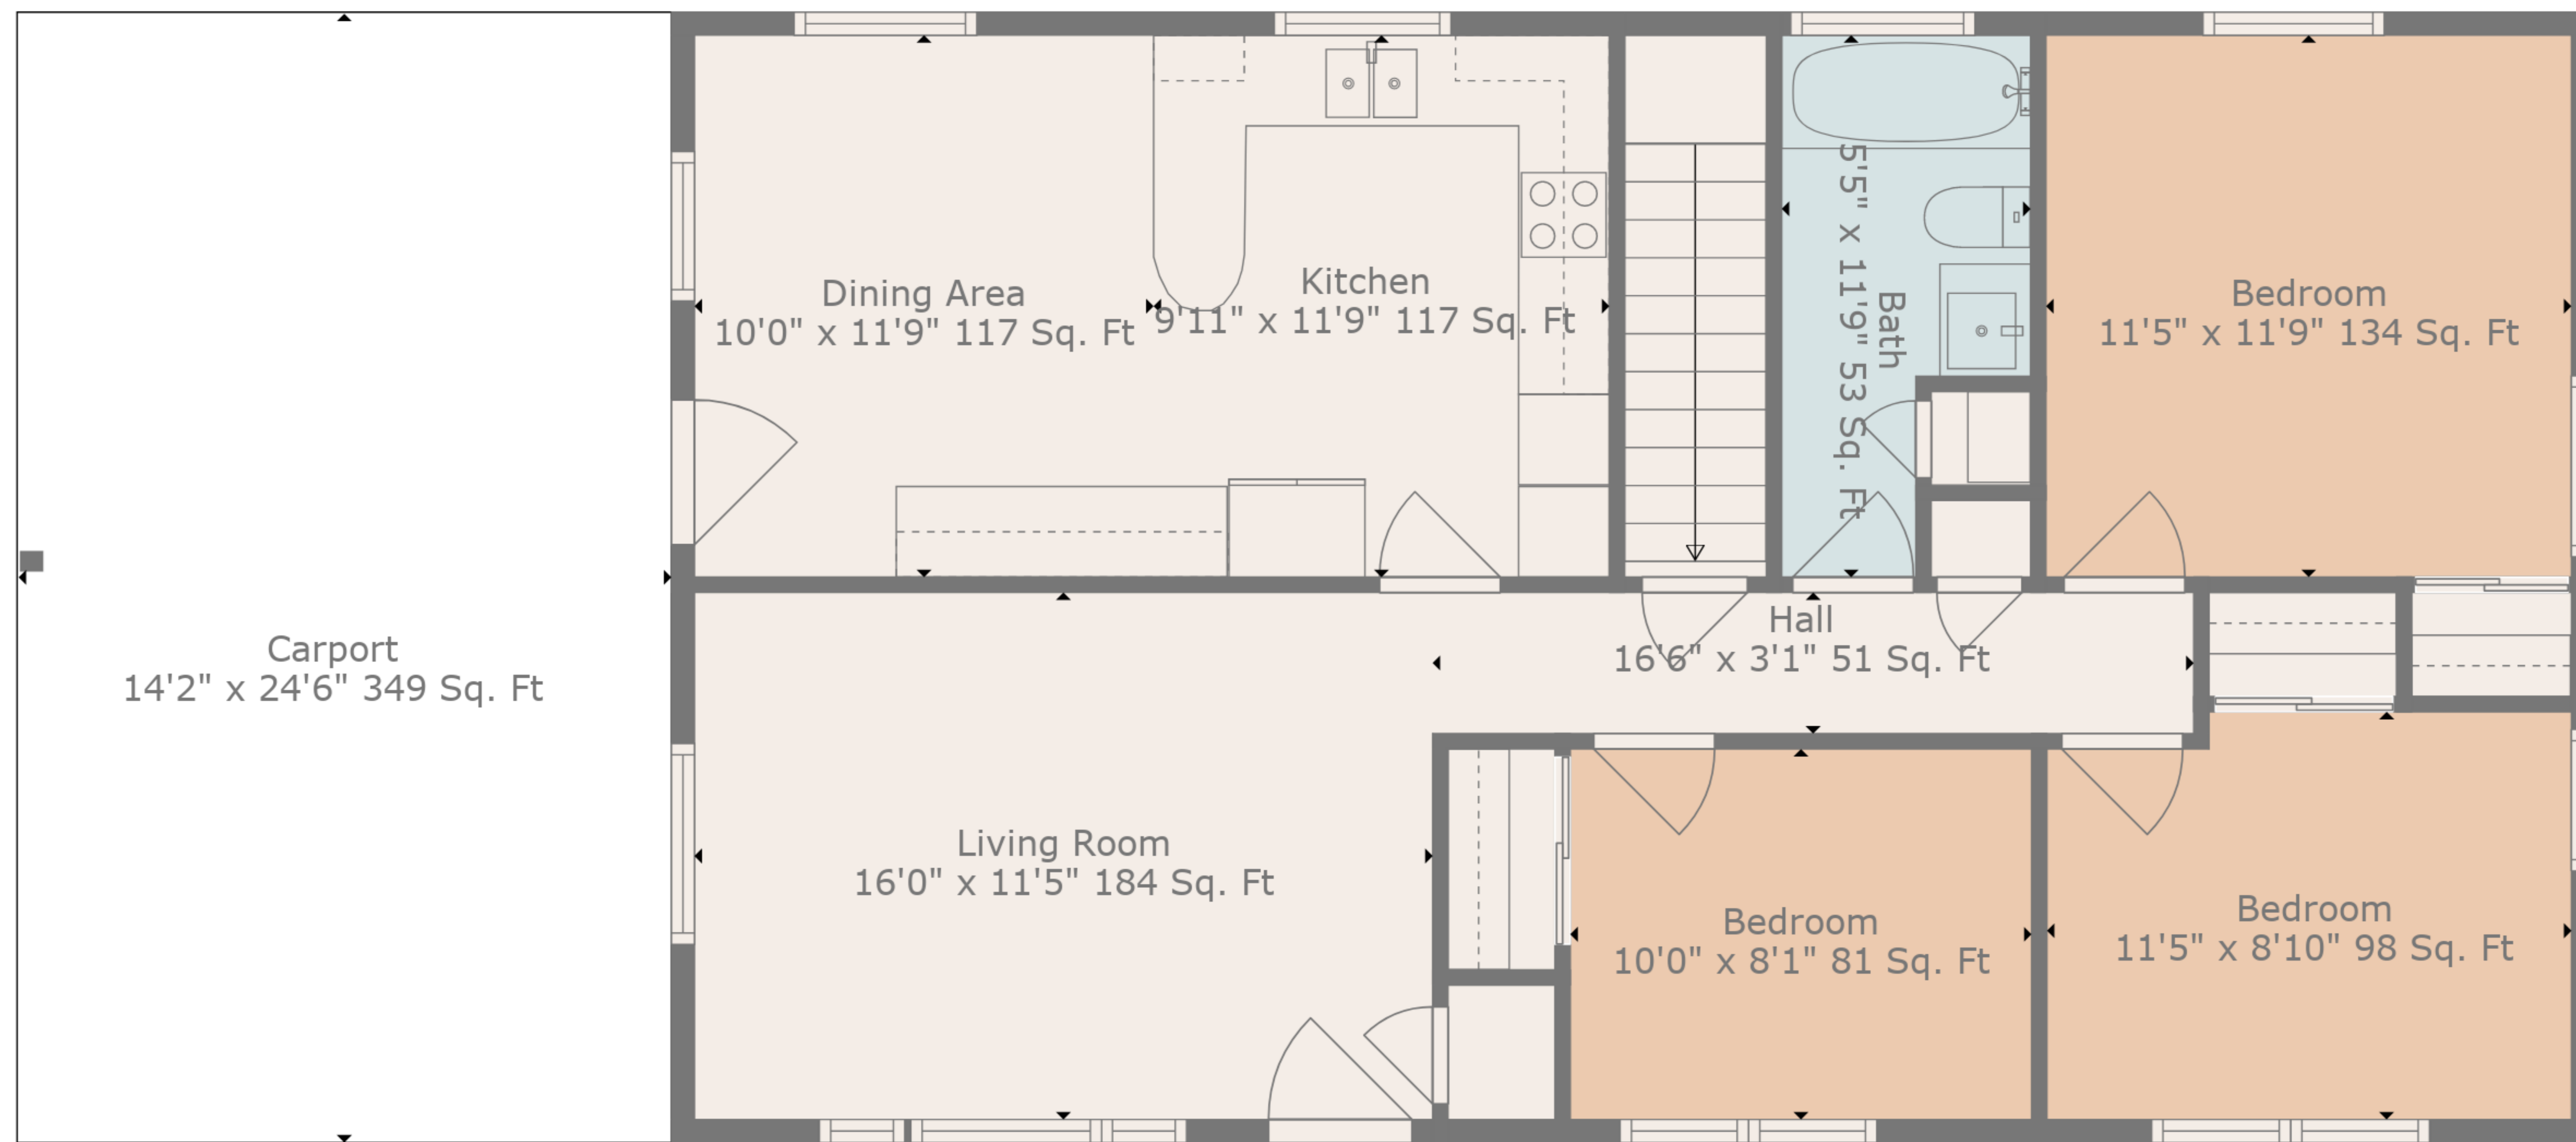 Dining Area
10'0" x 11'9" 117 Sq. Ft
Kitchen
9'11" x 11'9" 117 Sq. Ft
Bath
5'5" x 11'9" 53 Sq. Ft
Bedroom
11'5" x 11'9" 134 Sq. Ft
Carport
14'2" x 24'6" 349 Sq. Ft
Hall
16'6" x 3'1" 51 Sq. Ft
Living Room
16'0" x 11'5" 184 Sq. Ft
Bedroom
10'0" x 8'1" 81 Sq. Ft
Bedroom
11'5" x 8'10" 98 Sq. Ft